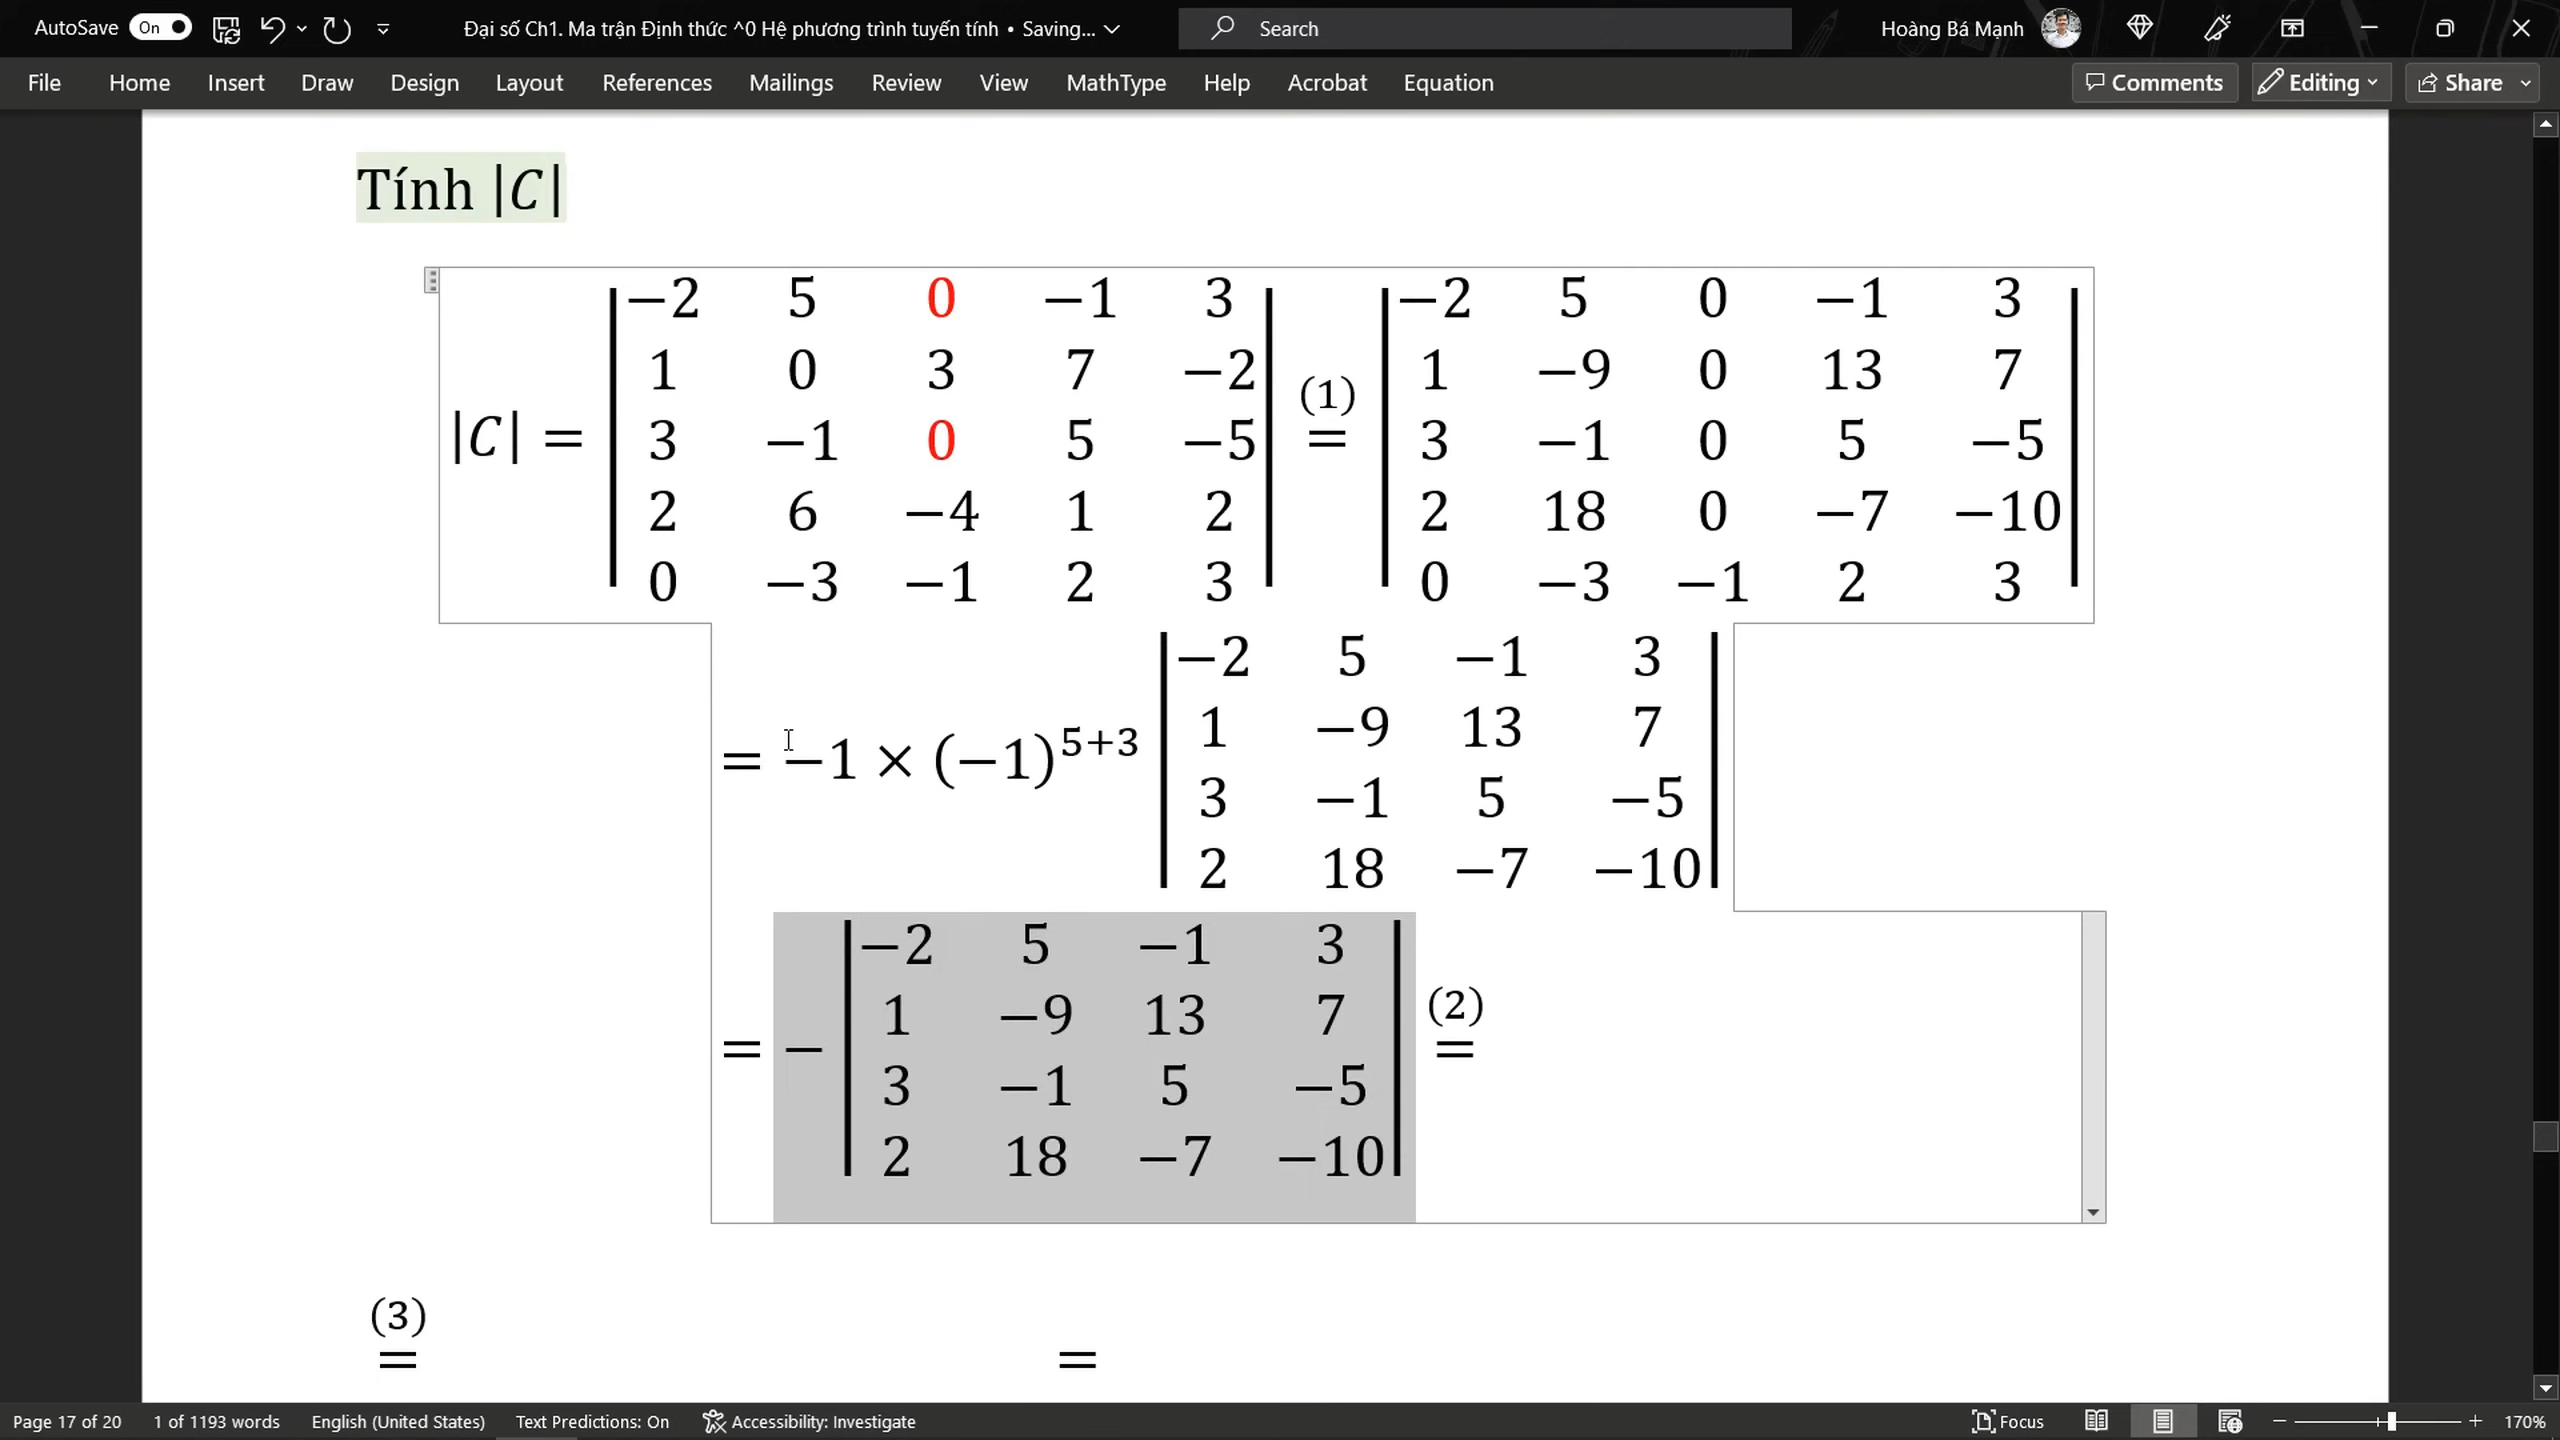 AutoSave On Đại số Ch1. Ma trận Định thức ^0 Hệ phương trình tuyến tính • Saving... Search Hoàng Bá Mạnh
File Home Insert Draw Design Layout References Mailings Review View MathType Help Acrobat Equation Comments Editing Share
Tính |C|
|C| = | −2 5 0 −1 3 | (1) = | −2 5 0 −1 3 |
1 0 3 7 −2 1 −9 0 13 7
3 −1 0 5 −5 3 −1 0 5 −5
2 6 −4 1 2 2 18 0 −7 −10
0 −3 −1 2 3 0 −3 −1 2 3
= −1 × (−1)^5+3 | −2 5 −1 3 |
1 −9 13 7
3 −1 5 −5
2 18 −7 −10
= − | −2 5 −1 3 | (2) =
1 −9 13 7
3 −1 5 −5
2 18 −7 −10
(3) = =
Page 17 of 20 1 of 1193 words English (United States) Text Predictions: On Accessibility: Investigate Focus − + 170%